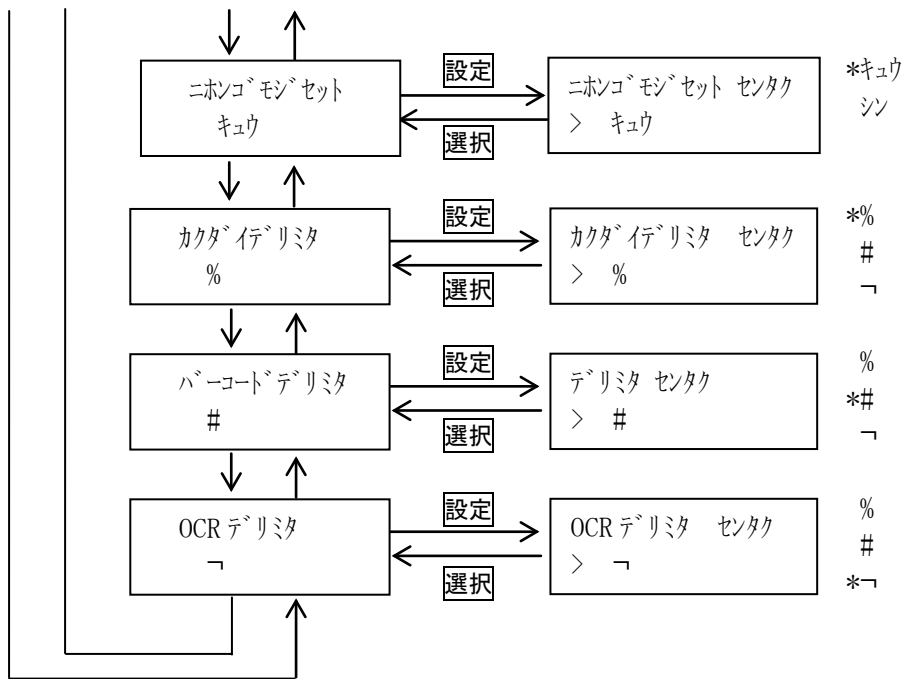 ﾆﾎﾝｺﾞﾓｼﾞｾｯﾄ
ｷｭｳ
設定
選択
ﾆﾎﾝｺﾞﾓｼﾞｾｯﾄ ｾﾝﾀｸ
> ｷｭｳ
*ｷｭｳ
ｼﾝ
ｶｸﾀﾞｲﾃﾞﾘﾐﾀ
%
設定
選択
ｶｸﾀﾞｲﾃﾞﾘﾐﾀ ｾﾝﾀｸ
> %
*%
#
¬
ﾊﾞｰｺｰﾄﾞﾃﾞﾘﾐﾀ
#
設定
選択
ﾃﾞﾘﾐﾀ ｾﾝﾀｸ
> #
%
*#
¬
OCRﾃﾞﾘﾐﾀ
¬
設定
選択
OCRﾃﾞﾘﾐﾀ ｾﾝﾀｸ
> ¬
%
#
*¬